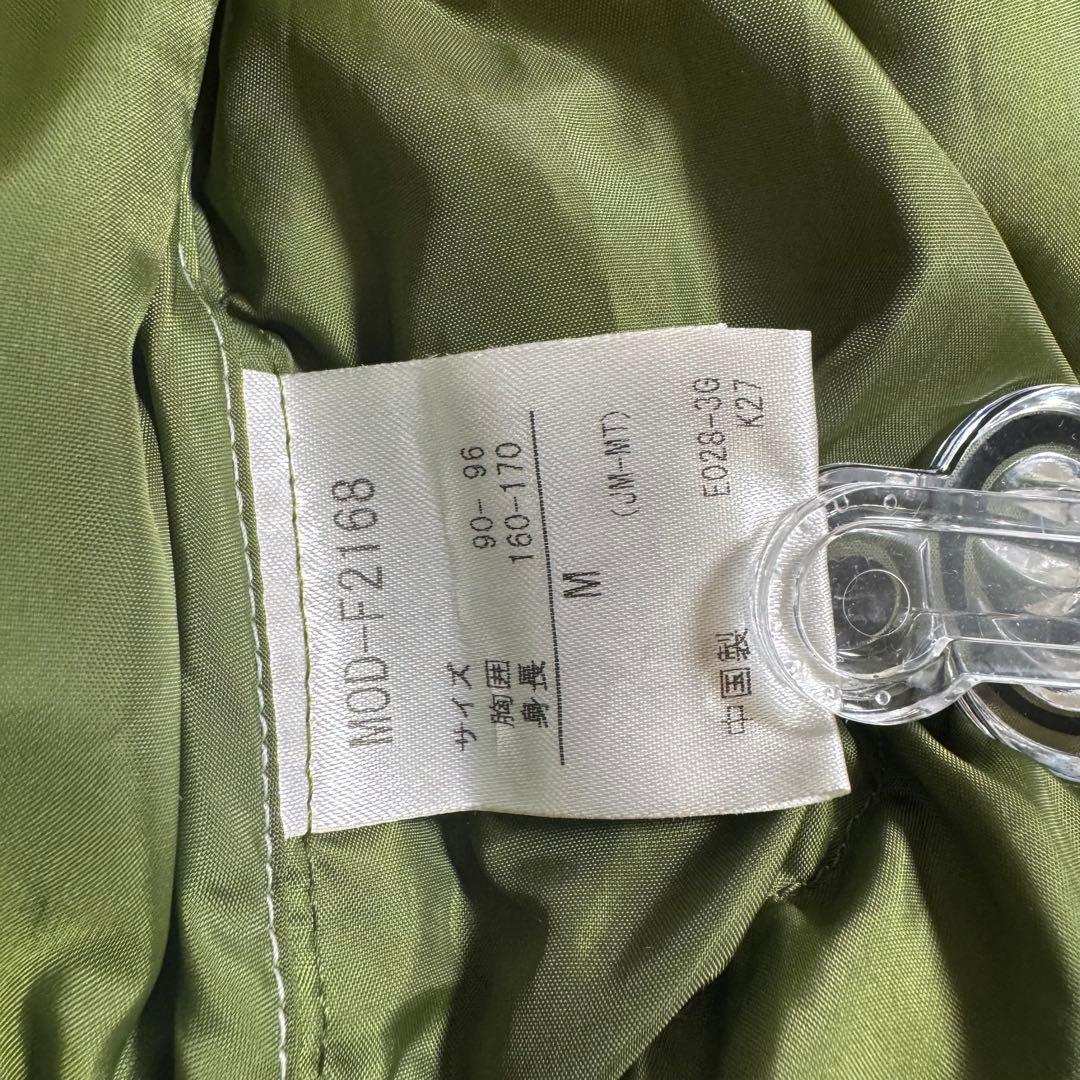 MOD-F2168
サイズ
胸囲 90- 96
身長 160-170
M
(JM-MT)
E028-3G
中国製 K27